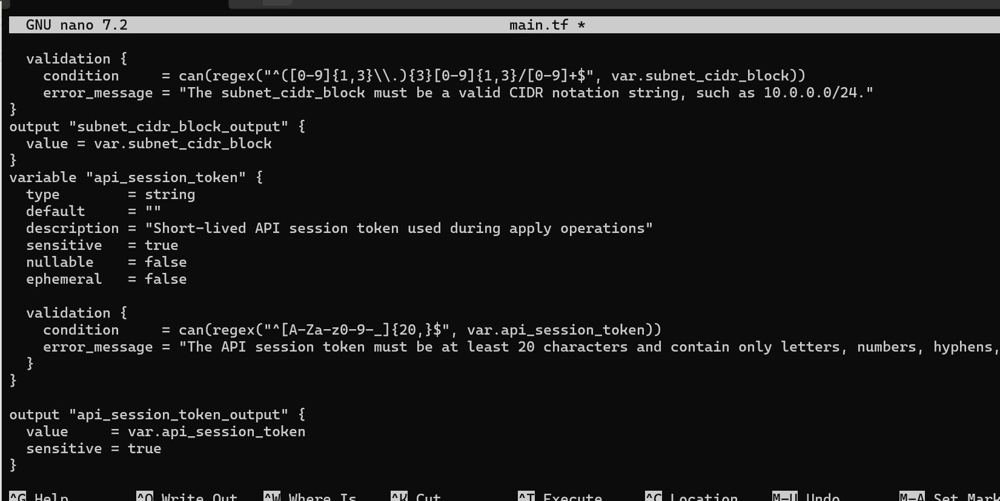 GNU nano 7.2 main.tf *
  validation {
    condition     = can(regex("^([0-9]{1,3}\\.){3}[0-9]{1,3}/[0-9]+$", var.subnet_cidr_block))
    error_message = "The subnet_cidr_block must be a valid CIDR notation string, such as 10.0.0.0/24."
}
output "subnet_cidr_block_output" {
  value = var.subnet_cidr_block
}
variable "api_session_token" {
  type        = string
  default     = ""
  description = "Short-lived API session token used during apply operations"
  sensitive   = true
  nullable    = false
  ephemeral   = false
  validation {
    condition     = can(regex("^[A-Za-z0-9-_]{20,}$", var.api_session_token))
    error_message = "The API session token must be at least 20 characters and contain only letters, numbers, hyphens,
  }
}
output "api_session_token_output" {
  value     = var.api_session_token
  sensitive = true
}
^G Help ^O Write Out ^W Where Is ^K Cut ^T Execute ^C Location M-U Undo M-A Set Mark